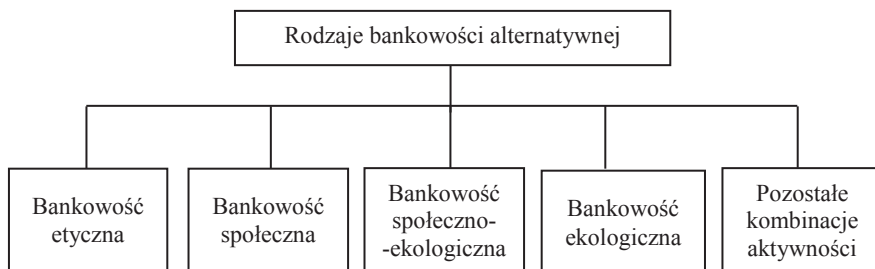 Rodzaje bankowości alternatywnej
Bankowość
etyczna
Bankowość
społeczna
Bankowość
społeczno-
-ekologiczna
Bankowość
ekologiczna
Pozostałe
kombinacje
aktywności